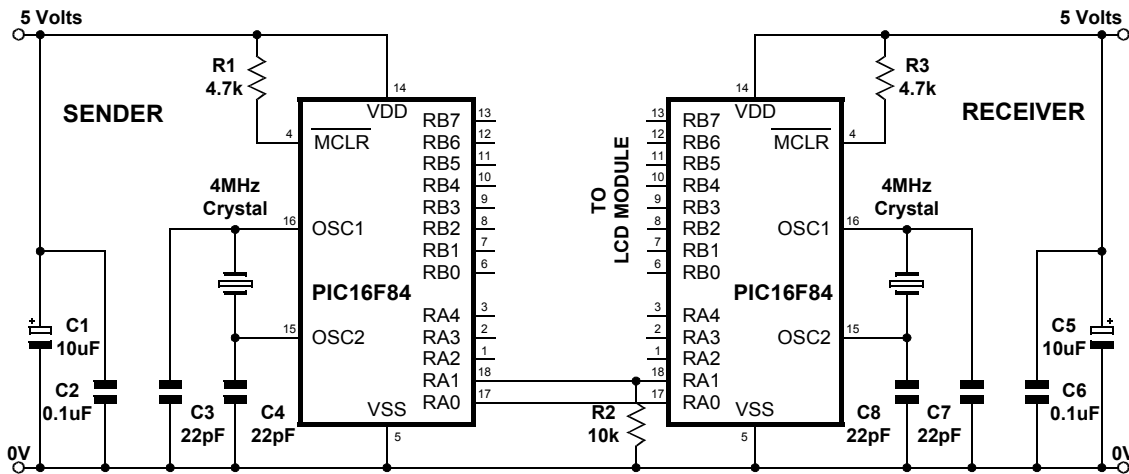 5 Volts
5 Volts
SENDER
RECEIVER
R1
4.7k
14
VDD
4
MCLR
4MHz
Crystal
16
OSC1
PIC16F84
15
OSC2
VSS
5
RB7
13
RB6
12
RB5
11
RB4
10
RB3
9
RB2
8
RB1
7
RB0
6
RA4
3
RA3
2
RA2
1
RA1
18
RA0
17
+
C1
10uF
C2
0.1uF
C3
22pF
C4
22pF
R2
10k
TO
LCD MODULE
13
RB7
12
RB6
11
RB5
10
RB4
9
RB3
8
RB2
7
RB1
6
RB0
3
RA4
2
RA3
1
RA2
18
RA1
17
RA0
14
VDD
R3
4.7k
4
MCLR
4MHz
Crystal
16
OSC1
PIC16F84
15
OSC2
VSS
5
C8
22pF
C7
22pF
+
C5
10uF
C6
0.1uF
0V
0V